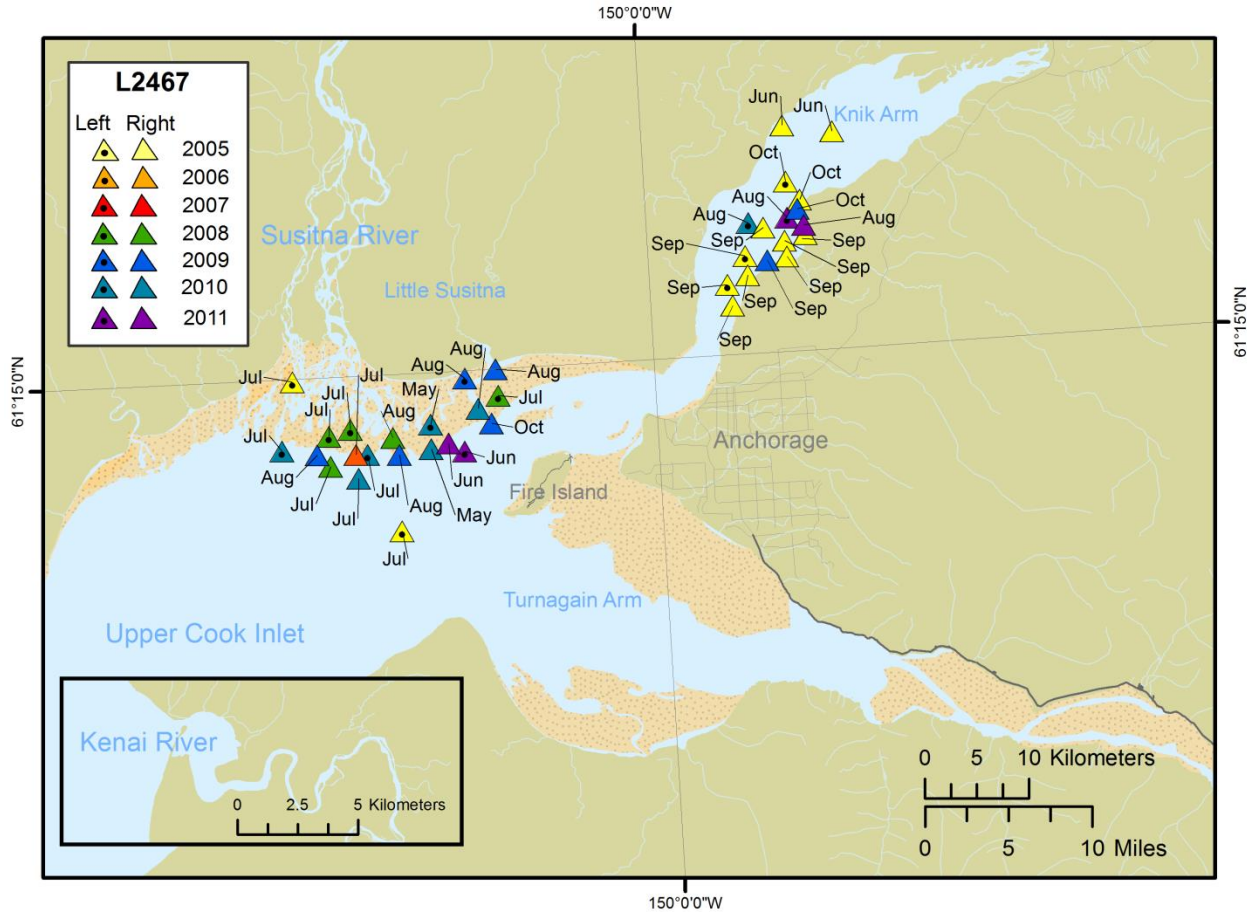 150°0'0"W
L2467
Left Right
2005
2006
2007
2008
2009
2010
2011
Jun
Jun
Knik Arm
Oct
Oct
Aug
Oct
Aug
Aug
Sep
Sep
Sep
Sep
Sep
Sep
Sep
Sep
Susitna River
Little Susitna
61°15'0"N
61°15'0"N
Aug
Aug
Aug
Jul
Jul
May
Jul
Jul
Aug
Jul
Jul
Oct
Jun
Aug
Jul
Jun
Jul
Jul
Aug
May
Jul
Anchorage
Fire Island
Turnagain Arm
Upper Cook Inlet
Kenai River
0 2.5 5 Kilometers
0 5 10 Kilometers
0 5 10 Miles
150°0'0"W